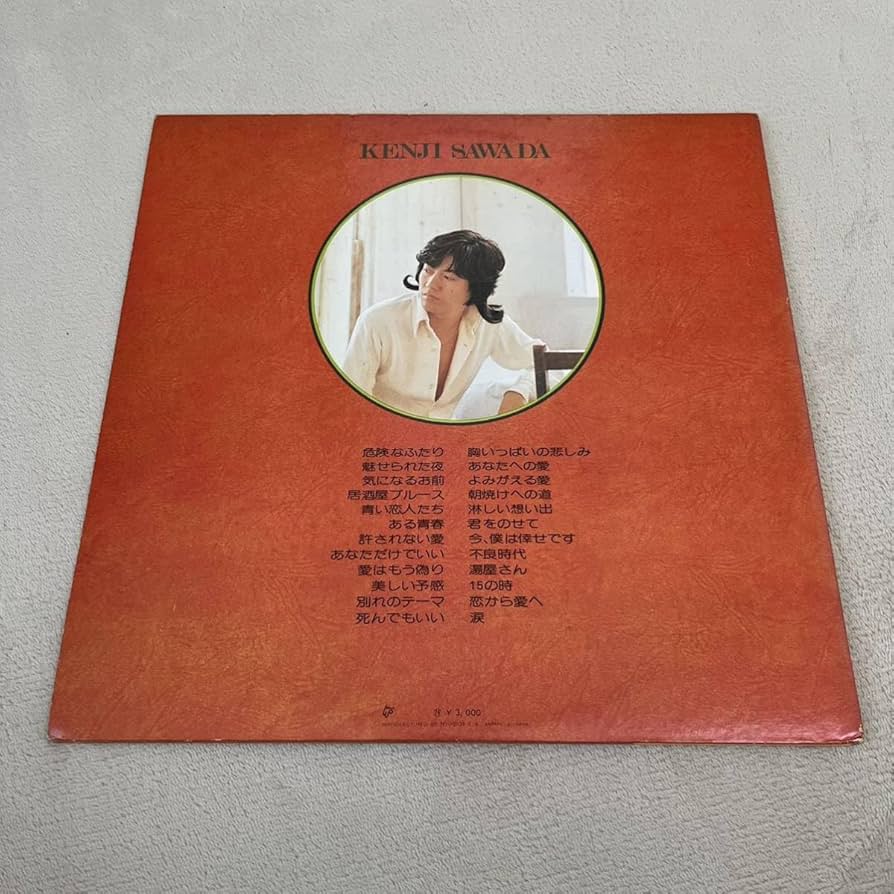 KENJI SAWADA
危険なふたり 胸いっぱいの悲しみ
魅せられた夜 あなたへの愛
気になるお前 よみがえる愛
居酒屋ブルース 朝焼けへの道
青い恋人たち 淋しい想い出
ある青春 君をのせて
許されない愛 今、僕は倖せです
あなただけでいい 不良時代
愛はもう偽り 湯屋さん
美しい予感 15の時
別れのテーマ 恋から愛へ
死んでもいい 涙
¥3,000